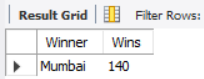 Result Grid Filter Rows:
Winner Wins
Mumbai 140